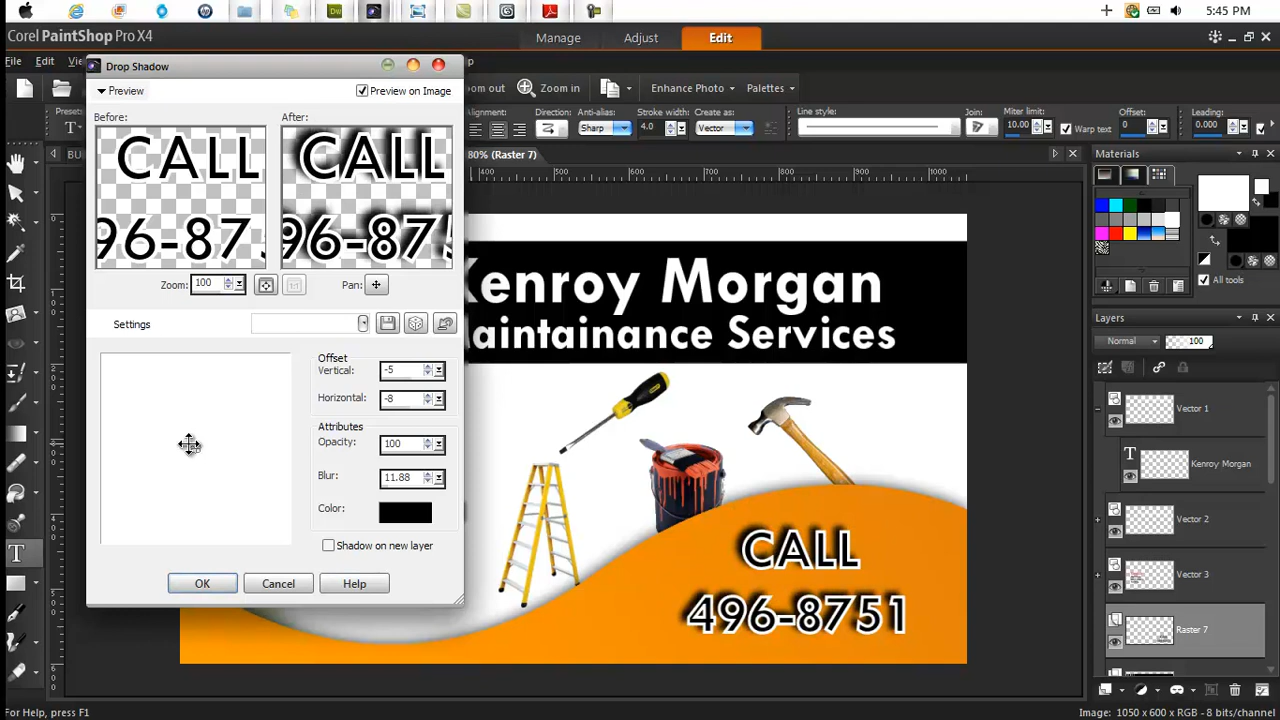 5:45 PM
Corel PaintShop Pro X4
Manage
Adjust
Edit
File
Edit
Drop Shadow
Preview
Preview on Image
Before:
After:
CALL
96-87
CALL
96-875
Zoom:
100
Pan:
Settings
Offset
Vertical:
-5
Horizontal:
-8
Attributes
Opacity:
100
Blur:
11.88
Color:
Shadow on new layer
OK
Cancel
Help
Zoom in
Enhance Photo
Palettes
Presets
Alignment:
Direction:
Anti-alias:
Sharp
Stroke width:
4.0
Create as:
Vector
Line style:
Join:
Miter limit:
10.00
Warp text
Offset:
0
Leading:
0.000
80% (Raster 7)
400
500
600
700
800
900
1000
Kenroy Morgan
Maintainance Services
CALL
496-8751
Materials
All tools
Layers
Normal
100
Vector 1
Kenroy Morgan
Vector 2
Vector 3
Raster 7
For Help, press F1
Image: 1050 x 600 x RGB - 8 bits/channel